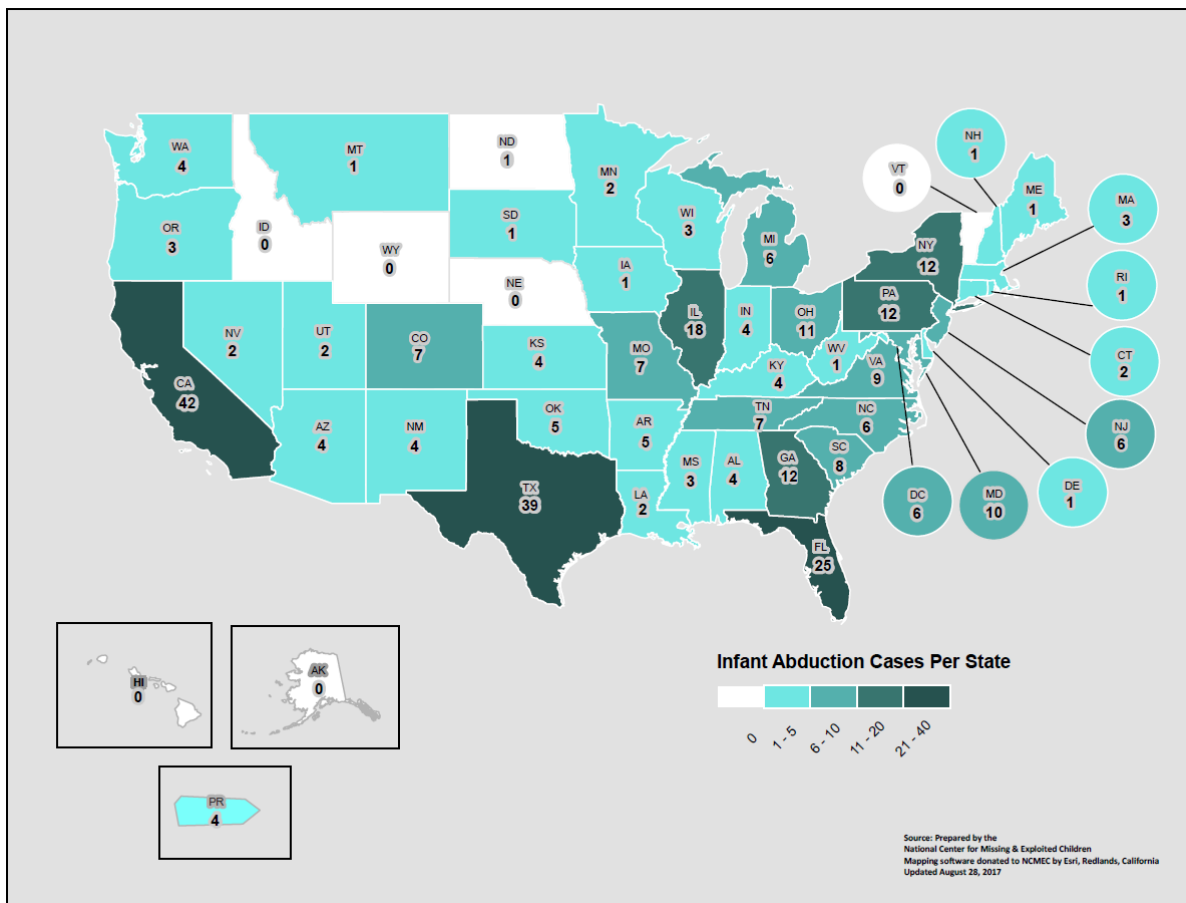 WA
4
MT
1
ND
1
MN
2
NH
1
VT
0
ME
1
MA
3
OR
3
ID
0
WY
0
SD
1
WI
3
MI
6
NY
12
RI
1
NE
0
IA
1
PA
12
CT
2
NV
2
UT
2
CO
7
KS
4
MO
7
IL
18
IN
4
OH
11
WV
1
VA
9
KY
4
CA
42
AZ
4
NM
4
OK
5
AR
5
TN
7
NC
6
SC
8
NJ
6
MS
3
AL
4
GA
12
DC
6
MD
10
DE
1
TX
39
LA
2
FL
25
HI
0
AK
0
PR
4
Infant Abduction Cases Per State
0
1 - 5
6 - 10
11 - 20
21 - 40
Source: Prepared by the
National Center for Missing & Exploited Children
Mapping software donated to NCMEC by Esri, Redlands, California
Updated August 28, 2017